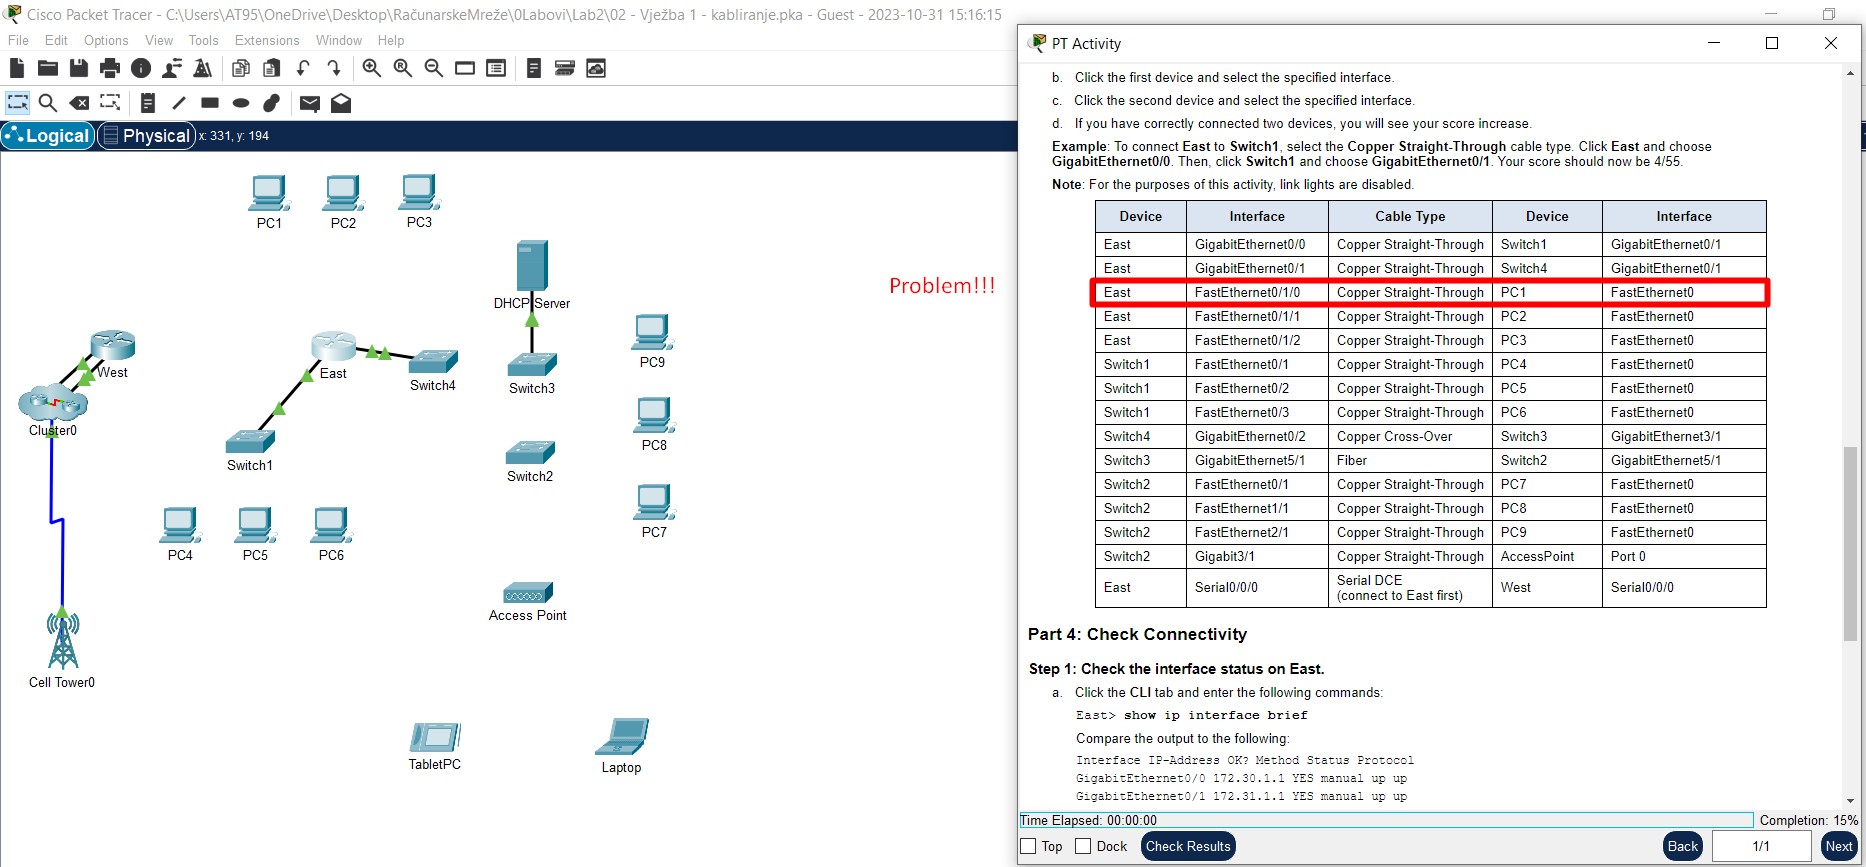 Cisco Packet Tracer - C:\Users\AT95\OneDrive\Desktop\RačunarskeMreže\0Labovi\Lab2\02 - Vježba 1 - kabliranje.pka - Guest - 2023-10-31 15:16:15
File Edit Options View Tools Extensions Window Help
Logical Physical x: 331, y: 194
PC1 PC2 PC3
DHCP Server
Problem!!!
PC9
West East Switch4 Switch3
Cluster0
PC8
Switch1 Switch2
PC7
PC4 PC5 PC6
Access Point
Cell Tower0
TabletPC Laptop
PT Activity
b. Click the first device and select the specified interface.
c. Click the second device and select the specified interface.
d. If you have correctly connected two devices, you will see your score increase.
Example: To connect East to Switch1, select the Copper Straight-Through cable type. Click East and choose
GigabitEthernet0/0. Then, click Switch1 and choose GigabitEthernet0/1. Your score should now be 4/55.
Note: For the purposes of this activity, link lights are disabled.
Device Interface Cable Type Device Interface
East GigabitEthernet0/0 Copper Straight-Through Switch1 GigabitEthernet0/1
East GigabitEthernet0/1 Copper Straight-Through Switch4 GigabitEthernet0/1
East FastEthernet0/1/0 Copper Straight-Through PC1 FastEthernet0
East FastEthernet0/1/1 Copper Straight-Through PC2 FastEthernet0
East FastEthernet0/1/2 Copper Straight-Through PC3 FastEthernet0
Switch1 FastEthernet0/1 Copper Straight-Through PC4 FastEthernet0
Switch1 FastEthernet0/2 Copper Straight-Through PC5 FastEthernet0
Switch1 FastEthernet0/3 Copper Straight-Through PC6 FastEthernet0
Switch4 GigabitEthernet0/2 Copper Cross-Over Switch3 GigabitEthernet3/1
Switch3 GigabitEthernet5/1 Fiber Switch2 GigabitEthernet5/1
Switch2 FastEthernet0/1 Copper Straight-Through PC7 FastEthernet0
Switch2 FastEthernet1/1 Copper Straight-Through PC8 FastEthernet0
Switch2 FastEthernet2/1 Copper Straight-Through PC9 FastEthernet0
Switch2 Gigabit3/1 Copper Straight-Through AccessPoint Port 0
East Serial0/0/0 Serial DCE (connect to East first) West Serial0/0/0
Part 4: Check Connectivity
Step 1: Check the interface status on East.
a. Click the CLI tab and enter the following commands:
East> show ip interface brief
Compare the output to the following:
Interface IP-Address OK? Method Status Protocol
GigabitEthernet0/0 172.30.1.1 YES manual up up
GigabitEthernet0/1 172.31.1.1 YES manual up up
Time Elapsed: 00:00:00 Completion: 15%
Top Dock Check Results Back 1/1 Next